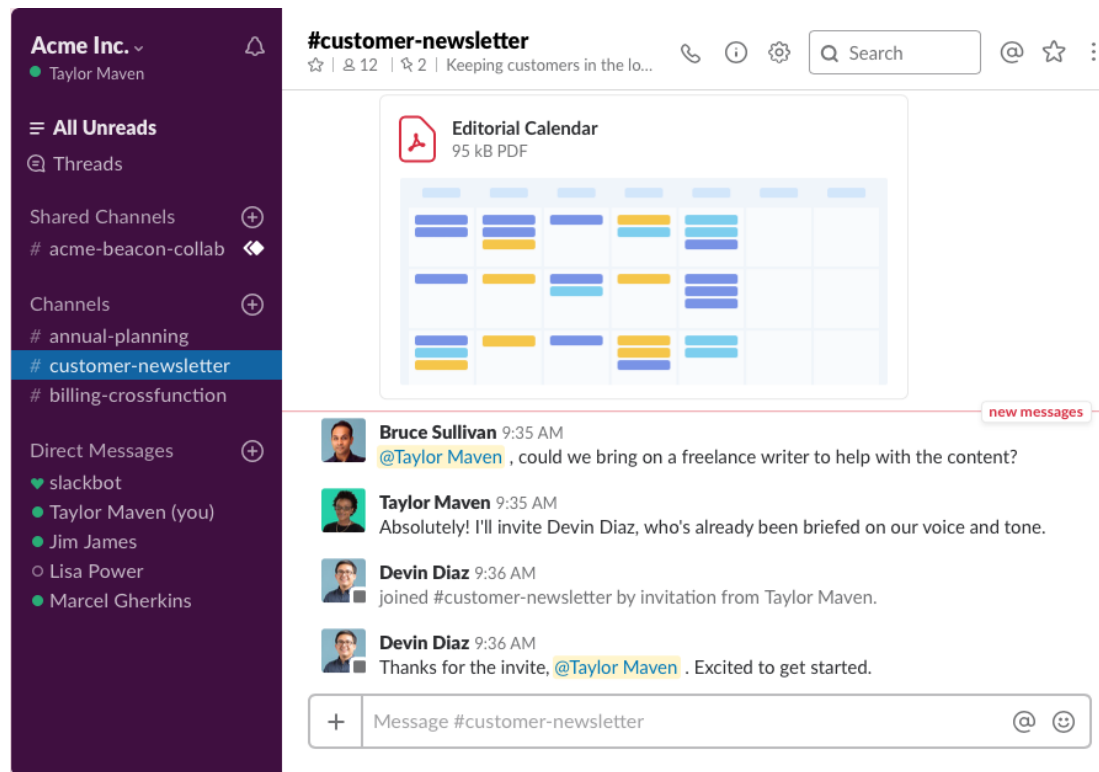 Acme Inc.
Taylor Maven
All Unreads
Threads
Shared Channels
# acme-beacon-collab
Channels
# annual-planning
# customer-newsletter
# billing-crossfunction
Direct Messages
slackbot
Taylor Maven (you)
Jim James
Lisa Power
Marcel Gherkins
#customer-newsletter
12 | 2 | Keeping customers in the lo...
Search
Editorial Calendar
95 kB PDF
new messages
Bruce Sullivan 9:35 AM
@Taylor Maven , could we bring on a freelance writer to help with the content?
Taylor Maven 9:35 AM
Absolutely! I'll invite Devin Diaz, who's already been briefed on our voice and tone.
Devin Diaz 9:36 AM
joined #customer-newsletter by invitation from Taylor Maven.
Devin Diaz 9:36 AM
Thanks for the invite, @Taylor Maven . Excited to get started.
Message #customer-newsletter